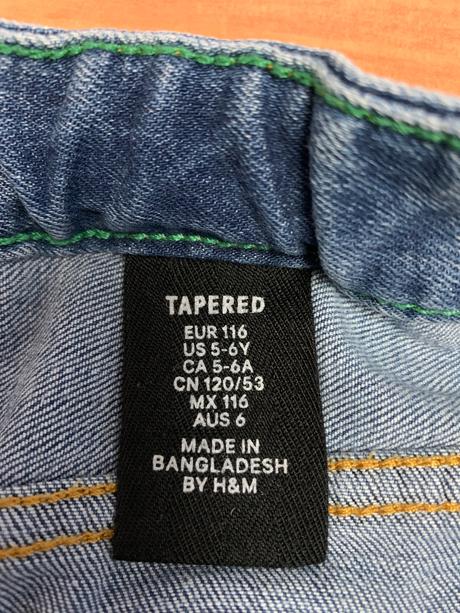 TAPERED
EUR 116
US 5-6Y
CA 5-6A
CN 120/53
MX 116
AUS 6
MADE IN
BANGLADESH
BY H&M